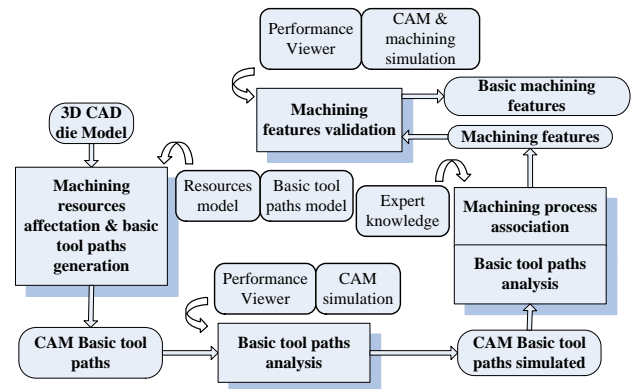 Performance
Viewer
CAM &
machining
simulation
3D CAD
die Model
Machining
features validation
Basic machining
features
Machining features
Machining
resources
affectation & basic
tool paths
generation
Resources
model
Basic tool
paths model
Expert
knowledge
Machining process
association
Basic tool paths
analysis
Performance
Viewer
CAM
simulation
CAM Basic tool
paths
Basic tool paths
analysis
CAM Basic tool
paths simulated